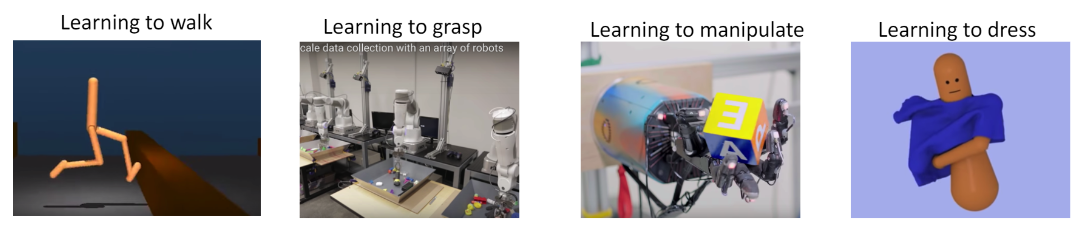 Learning to walk
Learning to grasp
Learning to manipulate
Learning to dress
cale data collection with an array of robots
E
A